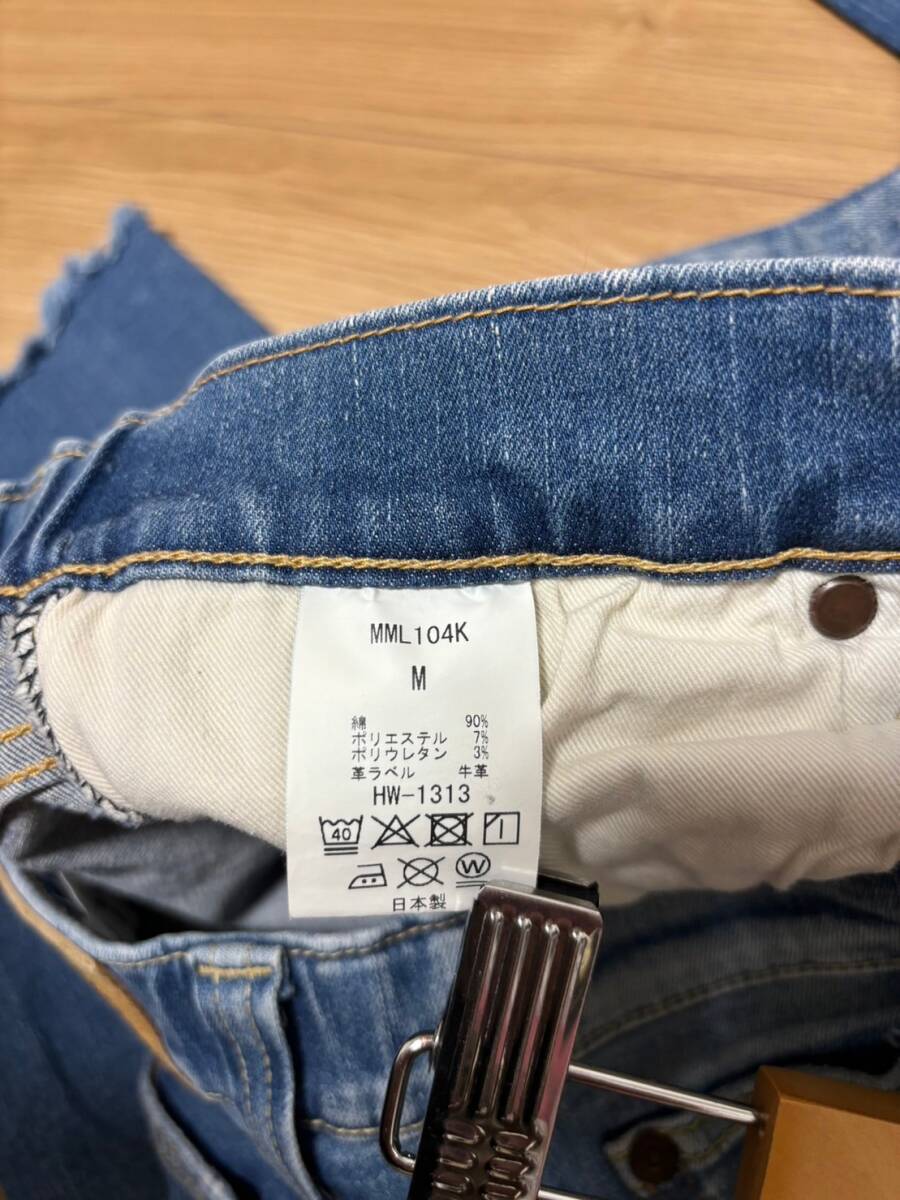 MML104K
M
綿 90%
ポリエステル 7%
ポリウレタン 3%
革ラベル 牛革
HW-1313
40
W
日本製